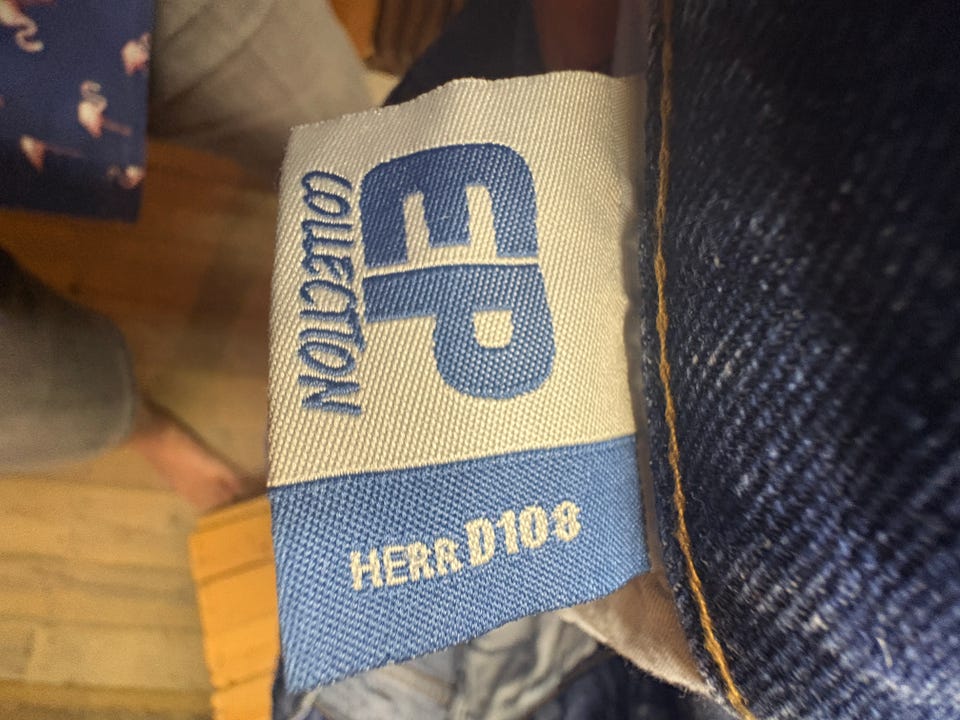 EP
COLLECTION
HERR D108